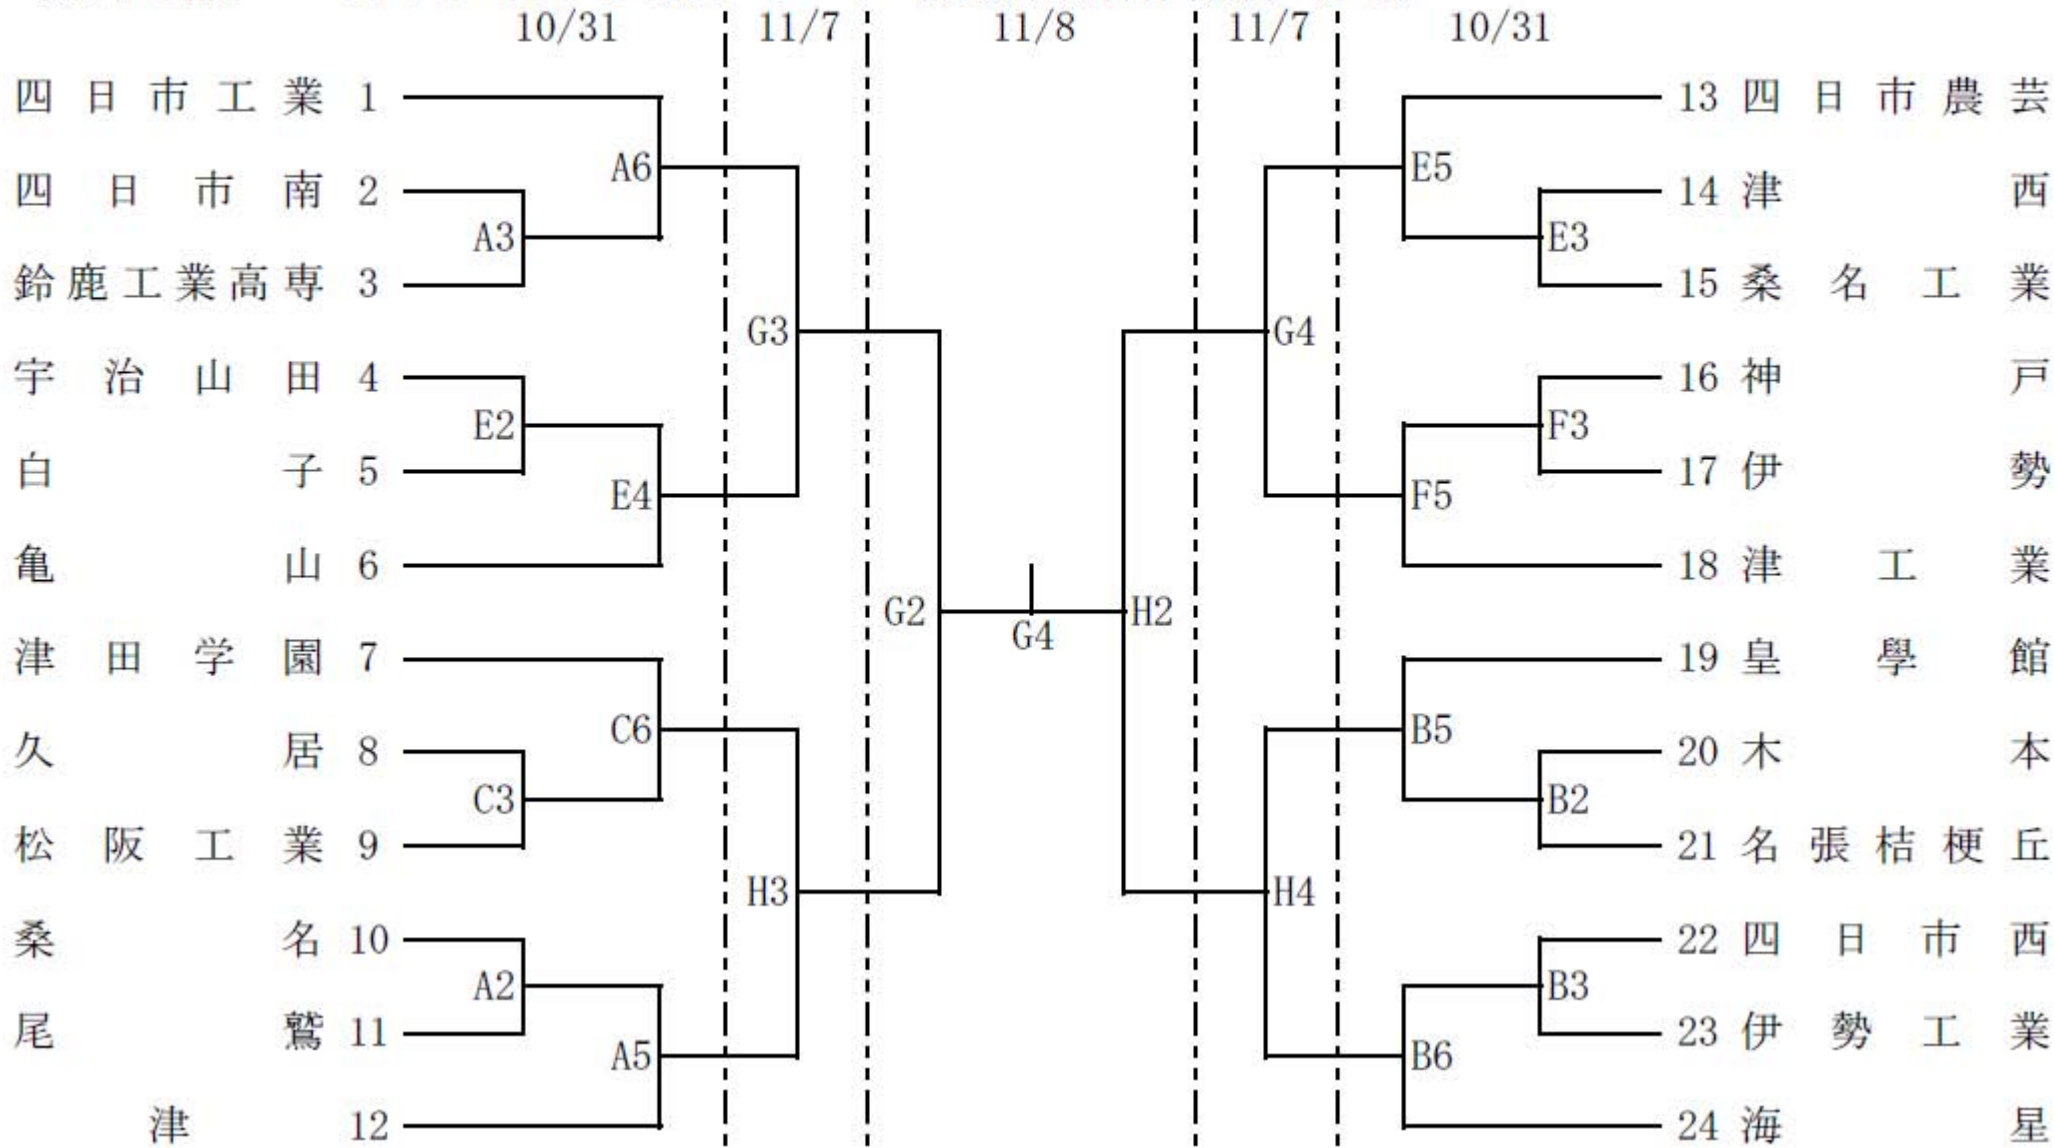 10/31 11/7 11/8 11/7 10/31
四日市工業 1 13 四日市農芸
A6 E5
四日市南 2 14 津西
A3 E3
鈴鹿工業高専 3 15 桑名工業
G3 G4
宇治山田 4 16 神戸
E2 F3
白子 5 17 伊勢
E4 F5
亀山 6 18 津工業
G2 H2
G4
津田学園 7 19 皇學館
C6 B5
久居 8 20 木本
C3 B2
松阪工業 9 21 名張桔梗丘
H3 H4
桑名 10 22 四日市西
A2 B3
尾鷲 11 23 伊勢工業
A5 B6
津 12 24 海星